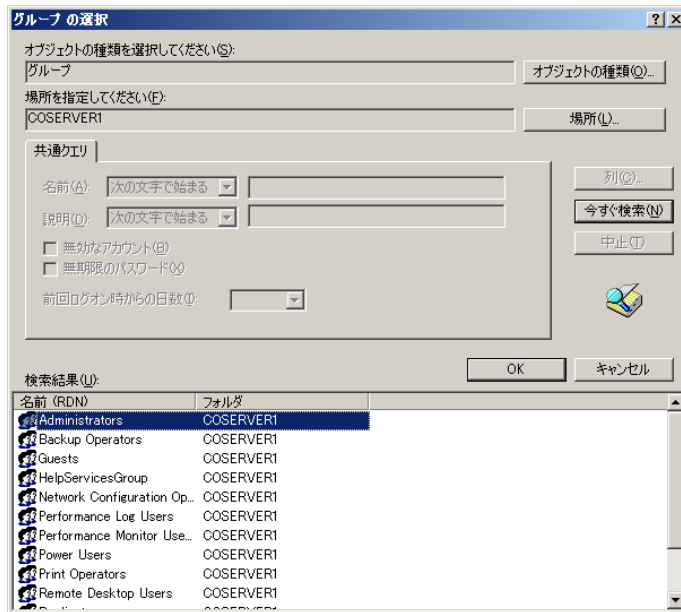 グループ の選択
オブジェクトの種類を選択してください(S):
グループ
オブジェクトの種類(O)...
場所を指定してください(F):
COSERVER1
場所(L)...
共通クエリ
名前(A): 次の文字で始まる
説明(D): 次の文字で始まる
無効なアカウント(B)
無期限のパスワード(X)
前回ログオン時からの日数(I):
列(C)...
今すぐ検索(N)
中止(T)
OK
キャンセル
検索結果(U):
名前 (RDN) フォルダ
Administrators COSERVER1
Backup Operators COSERVER1
Guests COSERVER1
HelpServicesGroup COSERVER1
Network Configuration Op... COSERVER1
Performance Log Users COSERVER1
Performance Monitor Use... COSERVER1
Power Users COSERVER1
Print Operators COSERVER1
Remote Desktop Users COSERVER1